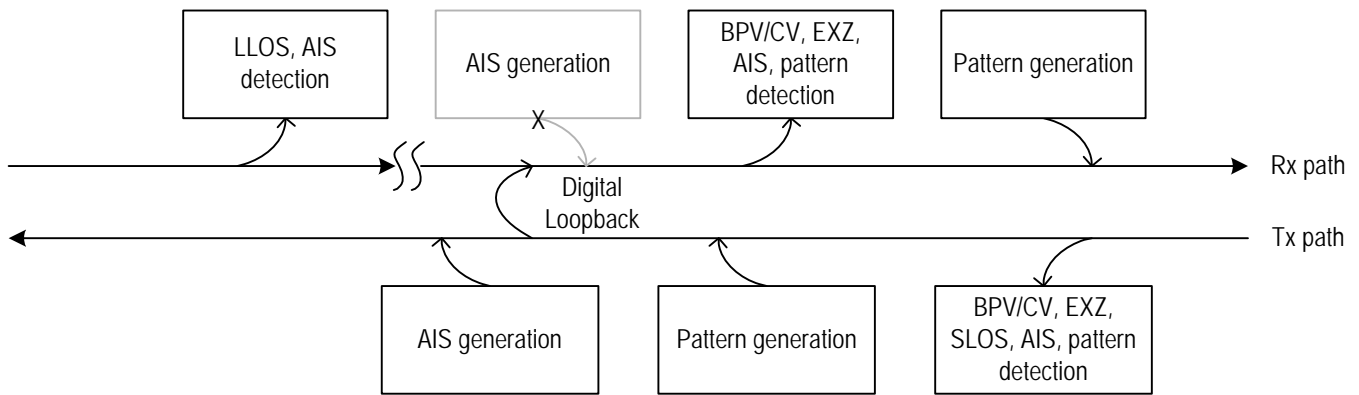 LLOS, AIS
detection
AIS generation
BPV/CV, EXZ,
AIS, pattern
detection
Pattern generation
X
Rx path
Digital
Loopback
Tx path
AIS generation
Pattern generation
BPV/CV, EXZ,
SLOS, AIS, pattern
detection